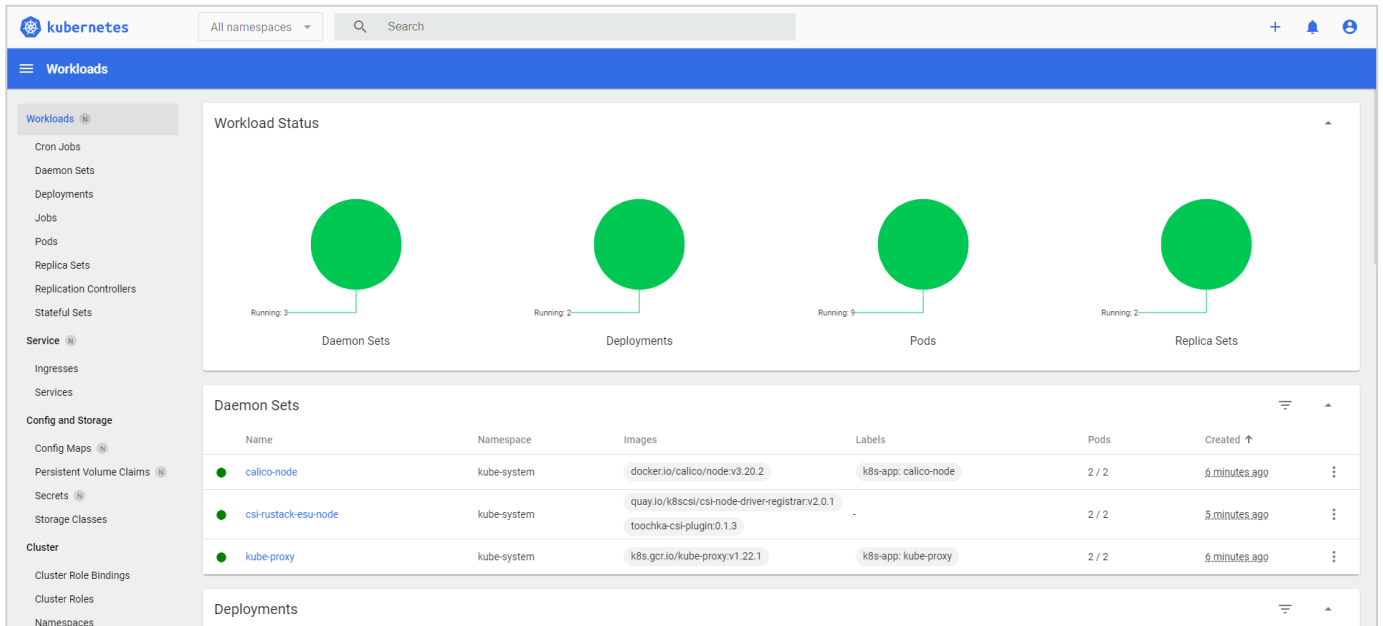 kubernetes
All namespaces
Search
Workloads
Workloads N
Cron Jobs
Daemon Sets
Deployments
Jobs
Pods
Replica Sets
Replication Controllers
Stateful Sets
Service N
Ingresses
Services
Config and Storage
Config Maps N
Persistent Volume Claims N
Secrets N
Storage Classes
Cluster
Cluster Role Bindings
Cluster Roles
Namespaces
Workload Status
Running: 3
Running: 2
Running: 9
Running: 2
Daemon Sets
Deployments
Pods
Replica Sets
Daemon Sets
Name Namespace Images Labels Pods Created ↑
calico-node kube-system docker.io/calico/node:v3.20.2 k8s-app: calico-node 2 / 2 6 minutes ago
quay.io/k8scsi/csi-node-driver-registrar:v2.0.1
csi-rustack-esu-node kube-system - 2 / 2 5 minutes ago
toochka-csi-plugin:0.1.3
kube-proxy kube-system k8s.gcr.io/kube-proxy:v1.22.1 k8s-app: kube-proxy 2 / 2 6 minutes ago
Deployments